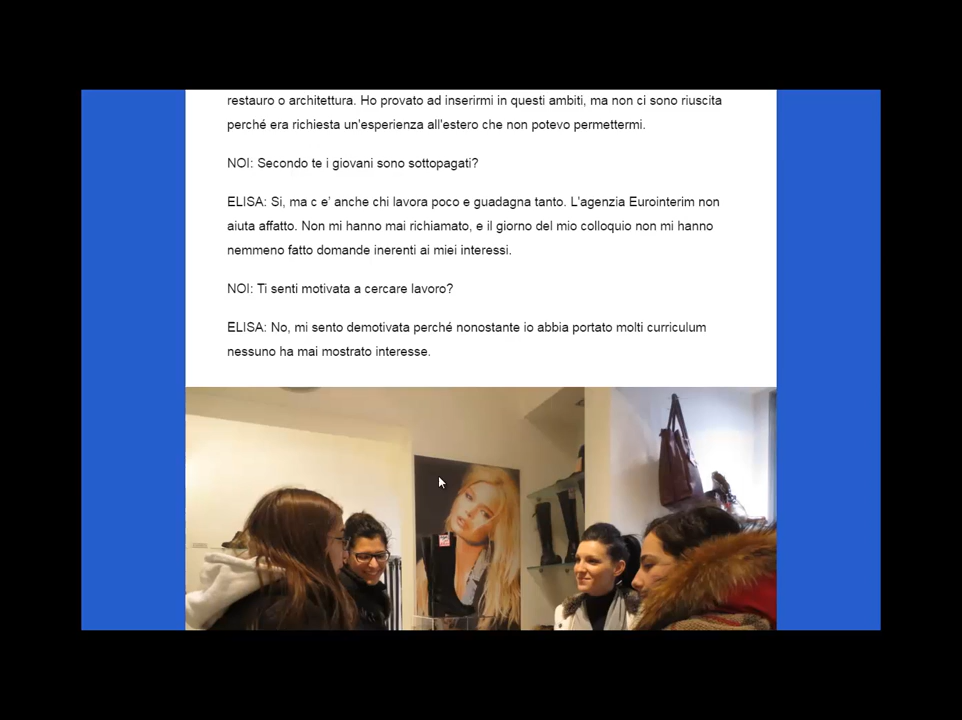 restauro o architettura. Ho provato ad inserirmi in questi ambiti, ma non ci sono riuscita
perché era richiesta un'esperienza all'estero che non potevo permettermi.
NOI: Secondo te i giovani sono sottopagati?
ELISA: Si, ma c e' anche chi lavora poco e guadagna tanto. L'agenzia Eurointerim non
aiuta affatto. Non mi hanno mai richiamato, e il giorno del mio colloquio non mi hanno
nemmeno fatto domande inerenti ai miei interessi.
NOI: Ti senti motivata a cercare lavoro?
ELISA: No, mi sento demotivata perché nonostante io abbia portato molti curriculum
nessuno ha mai mostrato interesse.